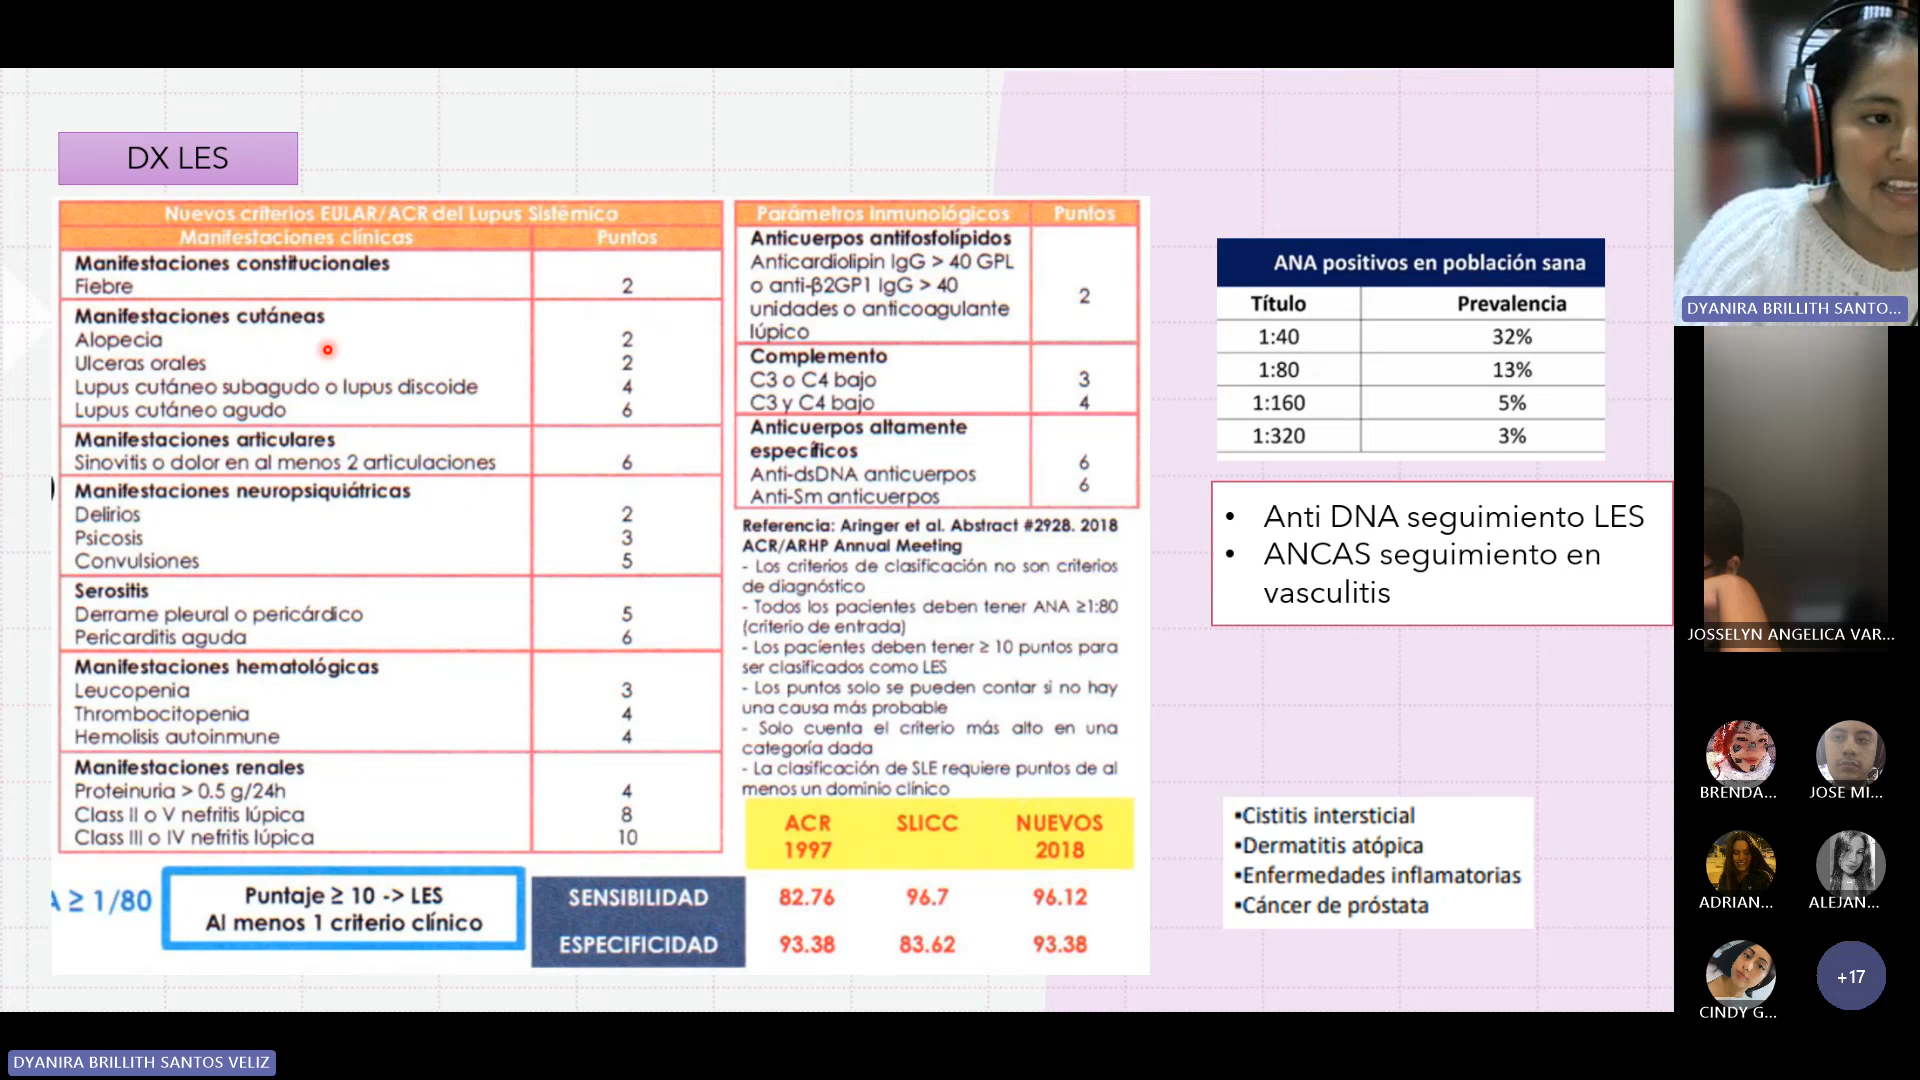 DX LES
Nuevos criterios EULAR/ACR del Lupus Sistémico
Manifestaciones clínicas Puntos
Manifestaciones constitucionales
Fiebre 2
Manifestaciones cutáneas
Alopecia 2
Ulceras orales 2
Lupus cutáneo subagudo o lupus discoide 4
Lupus cutáneo agudo 6
Manifestaciones articulares
Sinovitis o dolor en al menos 2 articulaciones 6
Manifestaciones neuropsiquiátricas
Delirios 2
Psicosis 3
Convulsiones 5
Serositis
Derrame pleural o pericárdico 5
Pericarditis aguda 6
Manifestaciones hematológicas
Leucopenia 3
Thrombocitopenia 4
Hemolisis autoinmune 4
Manifestaciones renales
Proteinuria > 0.5 g/24h 4
Class II o V nefritis lúpica 8
Class III o IV nefritis lúpica 10
≥ 1/80
Puntaje ≥ 10 -> LES
Al menos 1 criterio clínico
Parámetros Inmunológicos Puntos
Anticuerpos antifosfolípidos
Anticardiolipin IgG > 40 GPL
o anti-β2GP1 IgG > 40
unidades o anticoagulante
lúpico
2
Complemento
C3 o C4 bajo 3
C3 y C4 bajo 4
Anticuerpos altamente
específicos
Anti-dsDNA anticuerpos 6
Anti-Sm anticuerpos 6
Referencia: Aringer et al. Abstract #2928. 2018
ACR/ARHP Annual Meeting
- Los criterios de clasificación no son criterios
de diagnóstico
- Todos los pacientes deben tener ANA ≥1:80
(criterio de entrada)
- Los pacientes deben tener ≥ 10 puntos para
ser clasificados como LES
- Los puntos solo se pueden contar si no hay
una causa más probable
- Solo cuenta el criterio más alto en una
categoría dada
- La clasificación de SLE requiere puntos de al
menos un dominio clínico
ACR SLICC NUEVOS
1997 2018
SENSIBILIDAD 82.76 96.7 96.12
ESPECIFICIDAD 93.38 83.62 93.38
ANA positivos en población sana
Título Prevalencia
1:40 32%
1:80 13%
1:160 5%
1:320 3%
• Anti DNA seguimiento LES
• ANCAS seguimiento en
vasculitis
▪Cistitis intersticial
▪Dermatitis atópica
▪Enfermedades inflamatorias
▪Cáncer de próstata
DYANIRA BRILLITH SANTO...
JOSSELYN ANGELICA VAR...
BRENDA... JOSE MI...
ADRIAN... ALEJAN...
CINDY G... +17
DYANIRA BRILLITH SANTOS VELIZ